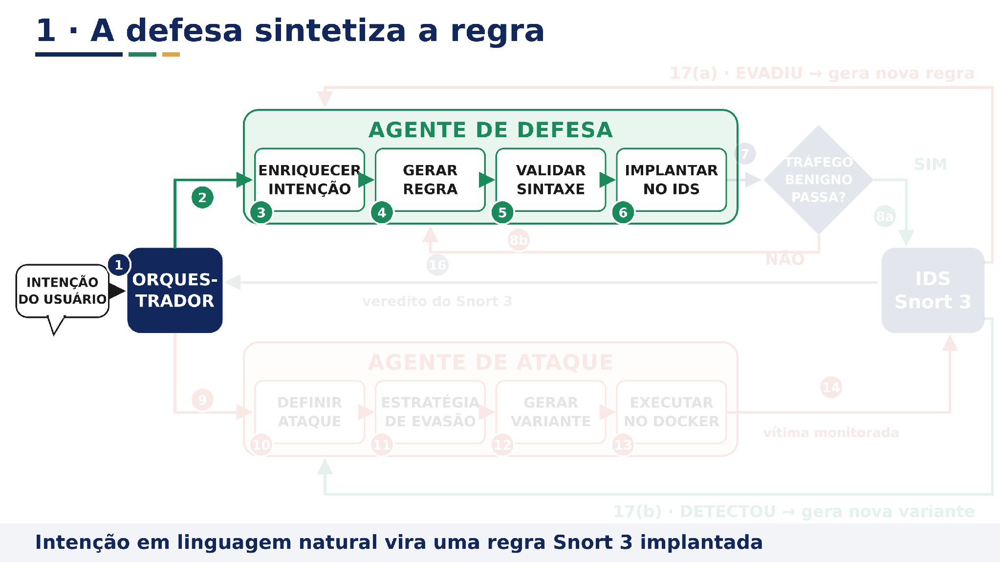 1 · A defesa sintetiza a regra
17(a) · EVADIU → gera nova regra
AGENTE DE DEFESA
ENRIQUECER
INTENÇÃO
3
GERAR
REGRA
4
VALIDAR
SINTAXE
5
IMPLANTAR
NO IDS
6
7
TRÁFEGO
BENIGNO
PASSA?
SIM
8a
2
8b
NÃO
16
veredito do Snort 3
1
INTENÇÃO
DO USUÁRIO
ORQUES-
TRADOR
IDS
Snort 3
AGENTE DE ATAQUE
9
DEFINIR
ATAQUE
10
ESTRATÉGIA
DE EVASÃO
11
GERAR
VARIANTE
12
EXECUTAR
NO DOCKER
13
14
vítima monitorada
17(b) · DETECTOU → gera nova variante
Intenção em linguagem natural vira uma regra Snort 3 implantada